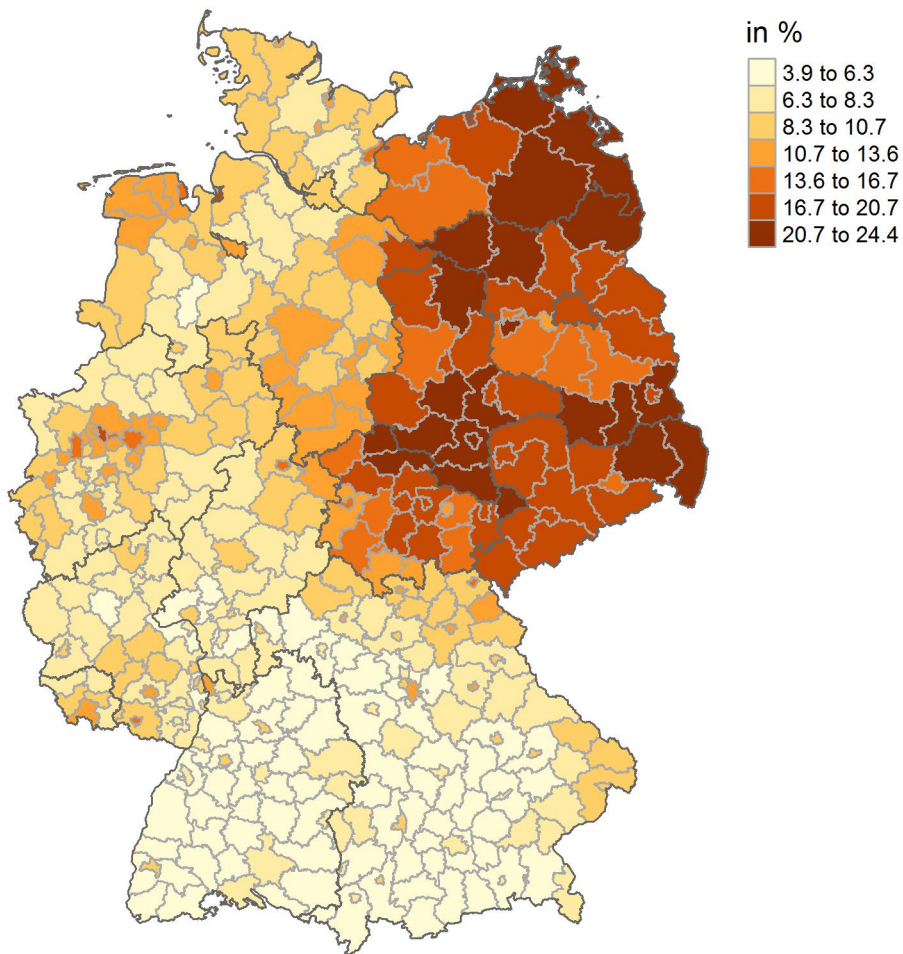 in %
3.9 to 6.3
6.3 to 8.3
8.3 to 10.7
10.7 to 13.6
13.6 to 16.7
16.7 to 20.7
20.7 to 24.4